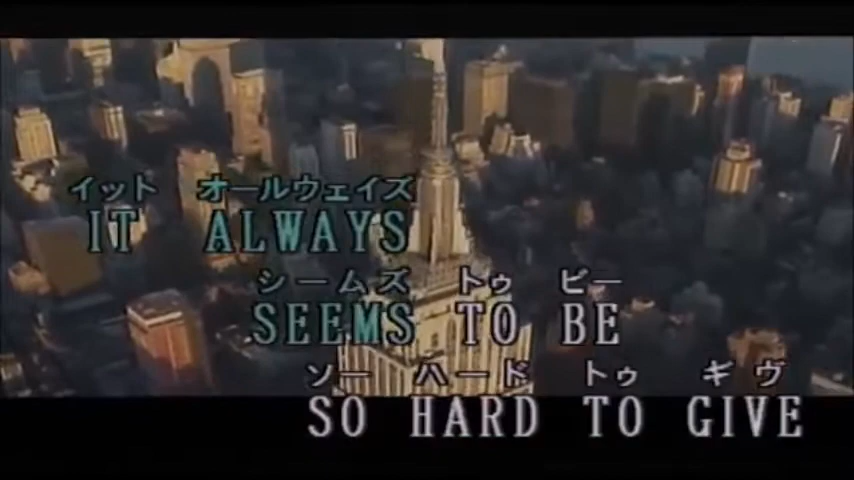 イット オールウェイズ
IT ALWAYS
シームズ トゥ ビー
SEEMS TO BE
ソー ハード トゥ ギヴ
SO HARD TO GIVE